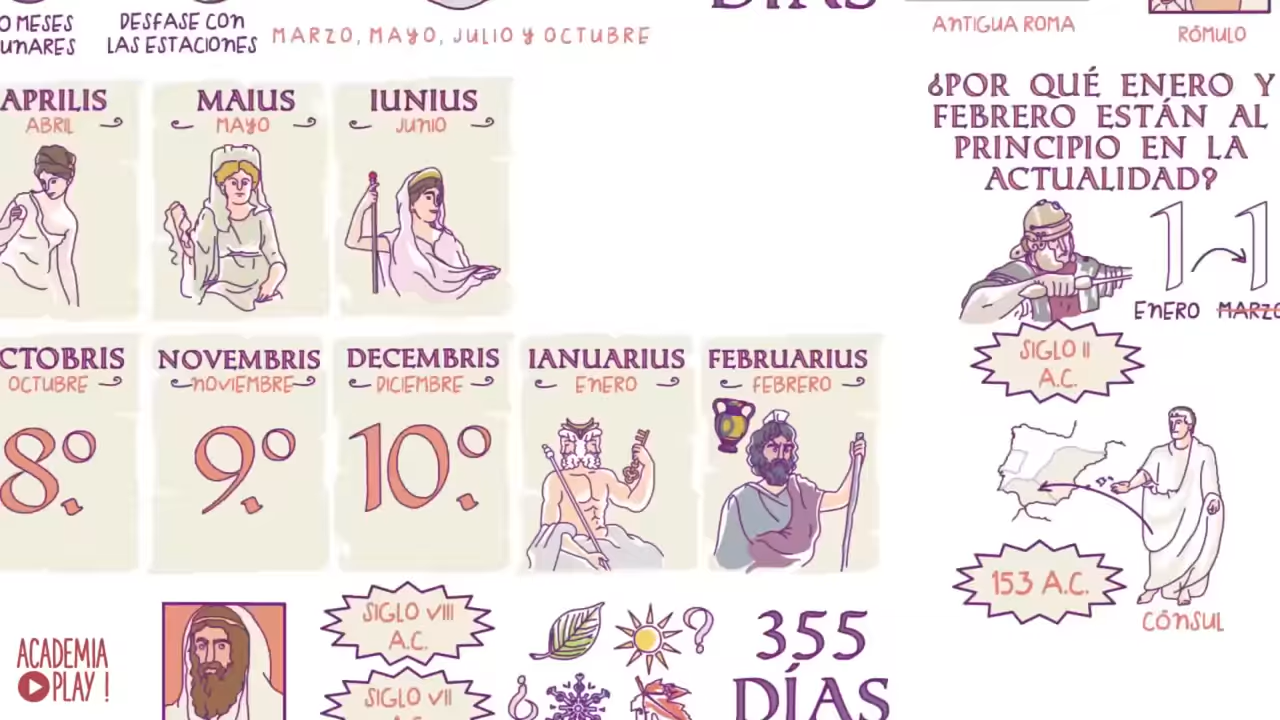 DÍAS
O MESES
UNARES
DESFASE CON
LAS ESTACIONES
MARZO, MAYO, JULIO Y OCTUBRE
ANTIGUA ROMA
RÓMULO
APRILIS
ABRIL
MAIUS
MAYO
IUNIUS
JUNIO
CTOBRIS
OCTUBRE
8º.
NOVEMBRIS
NOVIEMBRE
9º.
DECEMBRIS
DICIEMBRE
10º.
IANUARIUS
ENERO
FEBRUARIUS
FEBRERO
¿POR QUÉ ENERO Y
FEBRERO ESTÁN AL
PRINCIPIO EN LA
ACTUALIDAD?
1 1
ENERO MARZO
SIGLO II
A.C.
153 A.C.
CÓNSUL
ACADEMIA
PLAY !
SIGLO VIII
A.C.
SIGLO VII
A.C.
?
¿
355
DÍAS